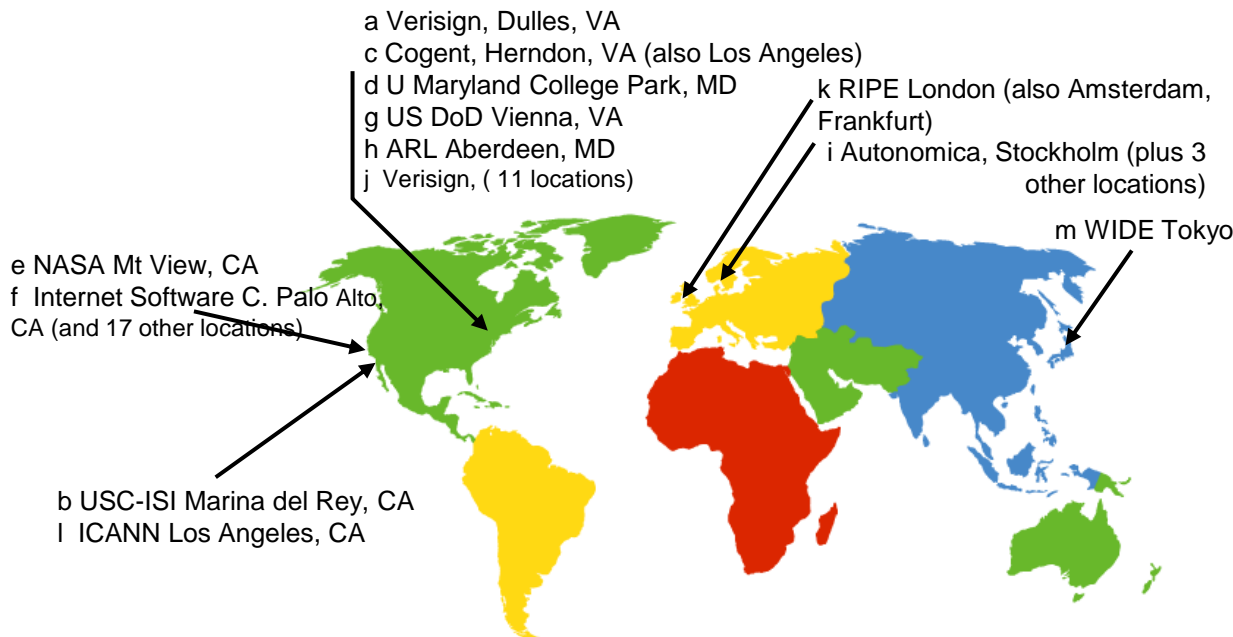 a Verisign, Dulles, VA
c Cogent, Herndon, VA (also Los Angeles)
d U Maryland College Park, MD
g US DoD Vienna, VA
h ARL Aberdeen, MD
j Verisign, ( 11 locations)
k RIPE London (also Amsterdam,
Frankfurt)
i Autonomica, Stockholm (plus 3
other locations)
m WIDE Tokyo
e NASA Mt View, CA
f Internet Software C. Palo Alto,
CA (and 17 other locations)
b USC-ISI Marina del Rey, CA
l ICANN Los Angeles, CA